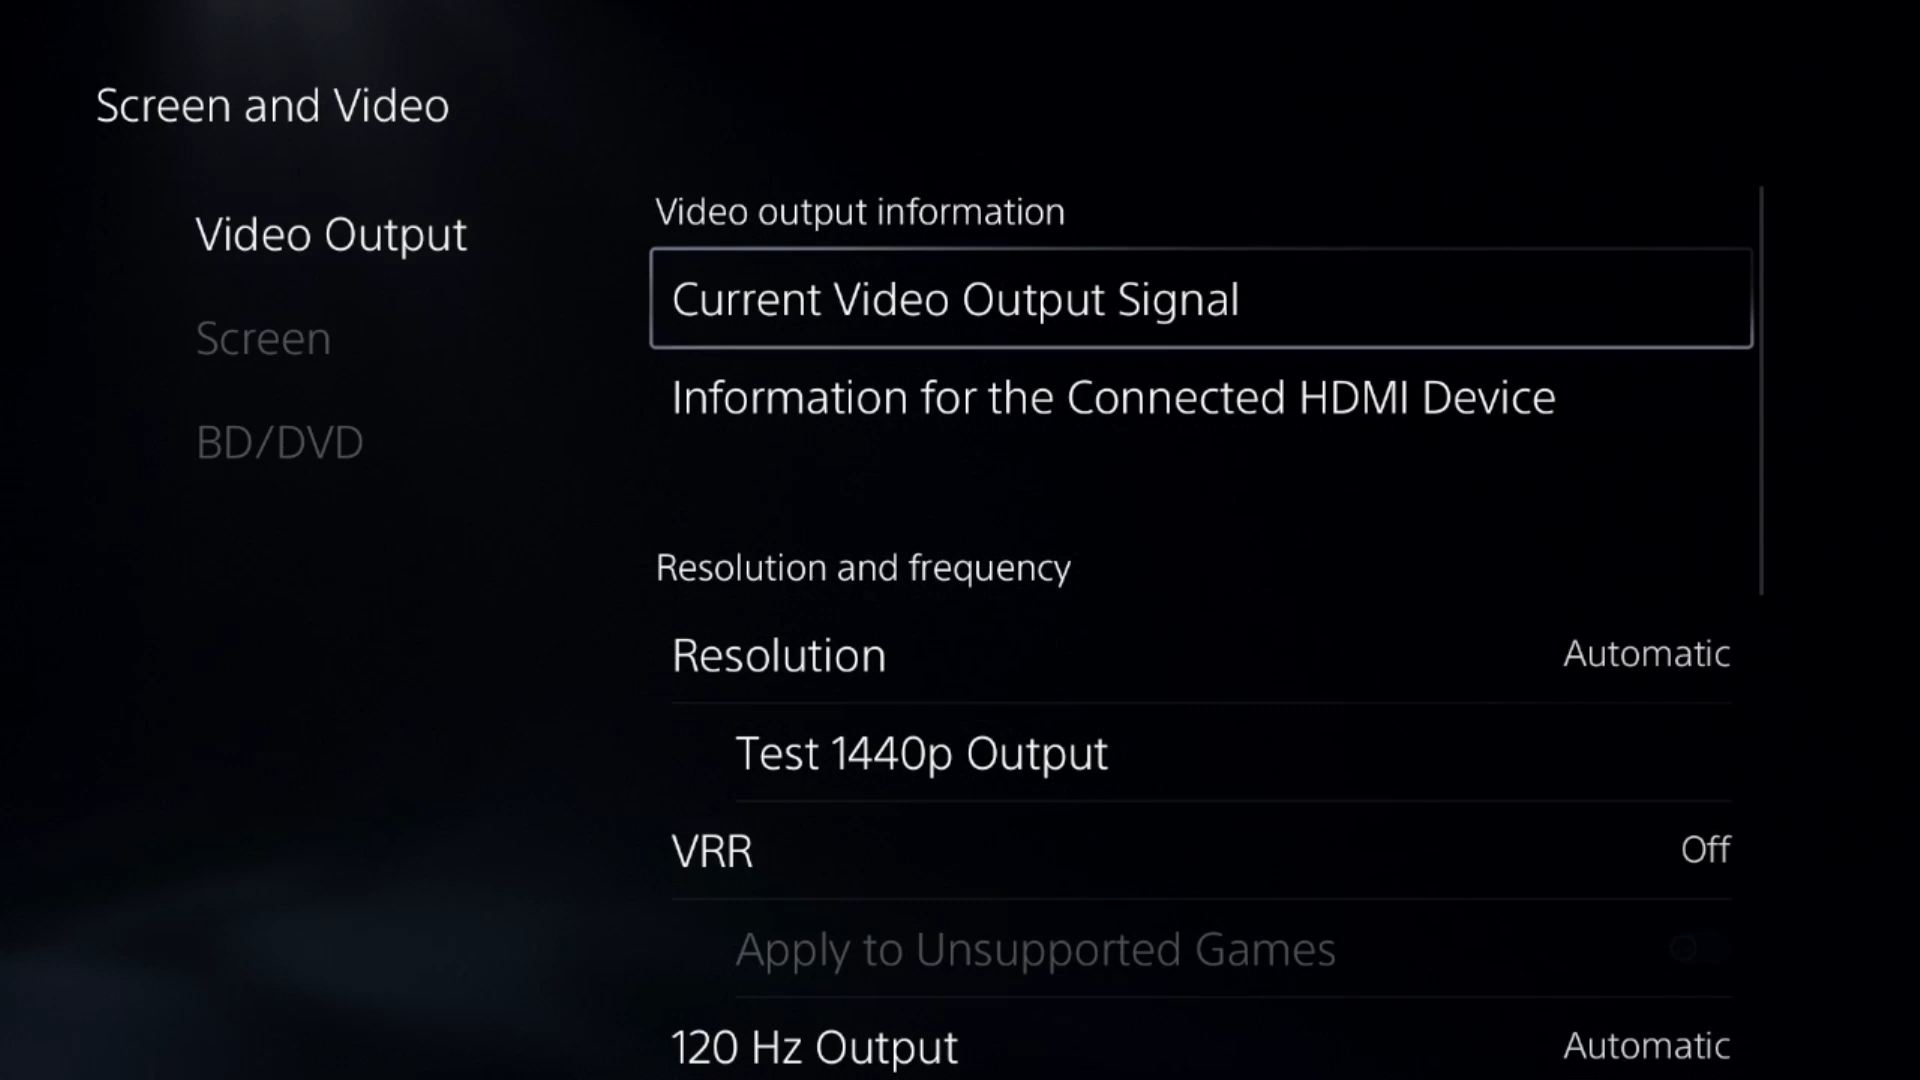 Screen and Video
Video Output
Screen
BD/DVD
Video output information
Current Video Output Signal
Information for the Connected HDMI Device
Resolution and frequency
Resolution Automatic
Test 1440p Output
VRR Off
Apply to Unsupported Games
120 Hz Output Automatic